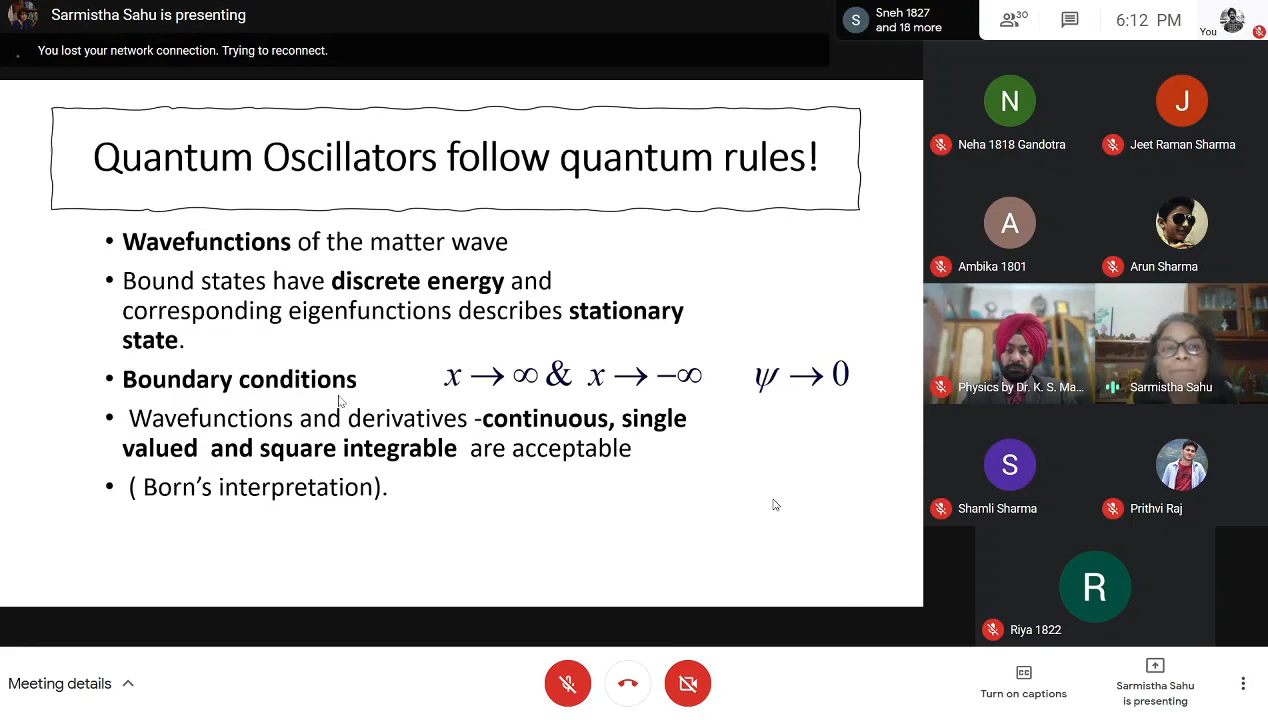 Sarmistha Sahu is presenting
You lost your network connection. Trying to reconnect.
S
Sneh 1827
and 18 more
30
6:12 PM
You
Quantum Oscillators follow quantum rules!
• Wavefunctions of the matter wave
• Bound states have discrete energy and
corresponding eigenfunctions describes stationary
state.
• Boundary conditions x → ∞ & x → −∞ ψ → 0
• Wavefunctions and derivatives -continuous, single
valued and square integrable are acceptable
• ( Born’s interpretation).
N
Neha 1818 Gandotra
J
Jeet Raman Sharma
A
Ambika 1801
Arun Sharma
Physics by Dr. K. S. Ma...
Sarmistha Sahu
S
Shamli Sharma
Prithvi Raj
R
Riya 1822
Meeting details
CC
Turn on captions
Sarmistha Sahu
is presenting